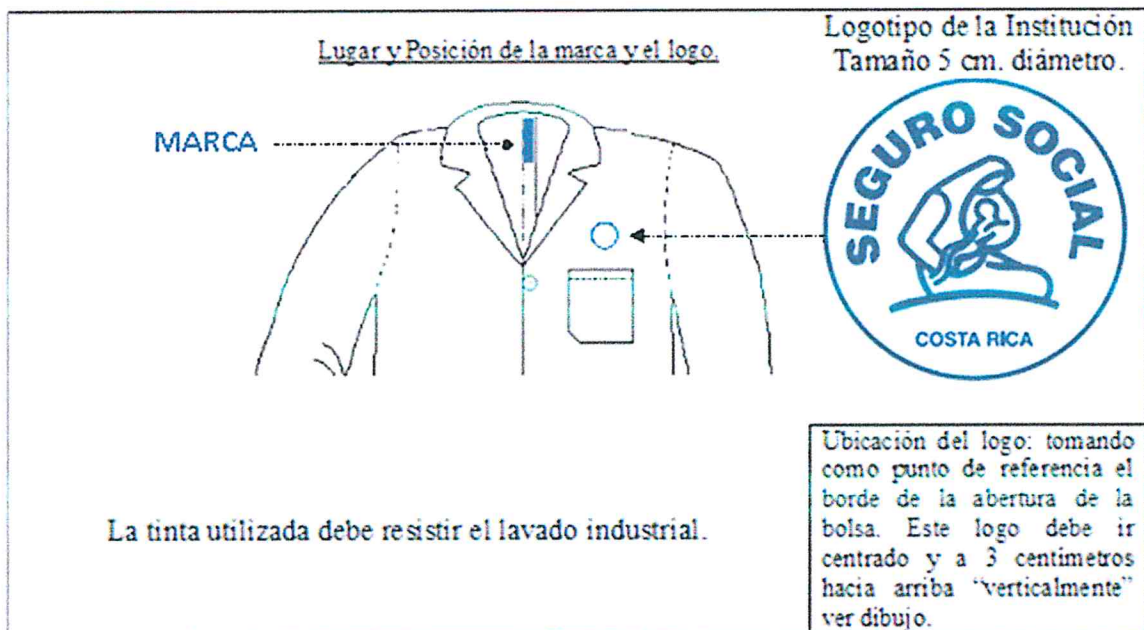 Lugar y Posición de la marca y el logo.
Logotipo de la Institución
Tamaño 5 cm. diámetro.
MARCA
SEGURO SOCIAL
COSTA RICA
Ubicación del logo: tomando
como punto de referencia el
borde de la abertura de la
bolsa. Este logo debe ir
centrado y a 3 centimetros
hacia arriba “verticalmente”
ver dibujo.
La tinta utilizada debe resistir el lavado industrial.